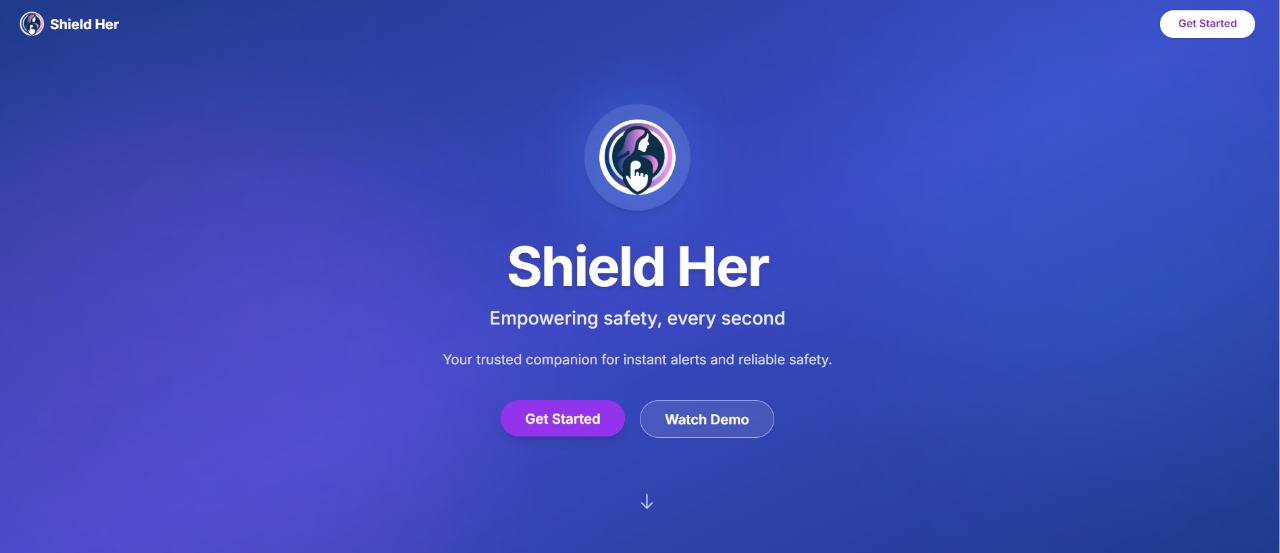 Shield Her
Get Started
Shield Her
Empowering safety, every second
Your trusted companion for instant alerts and reliable safety.
Get Started
Watch Demo